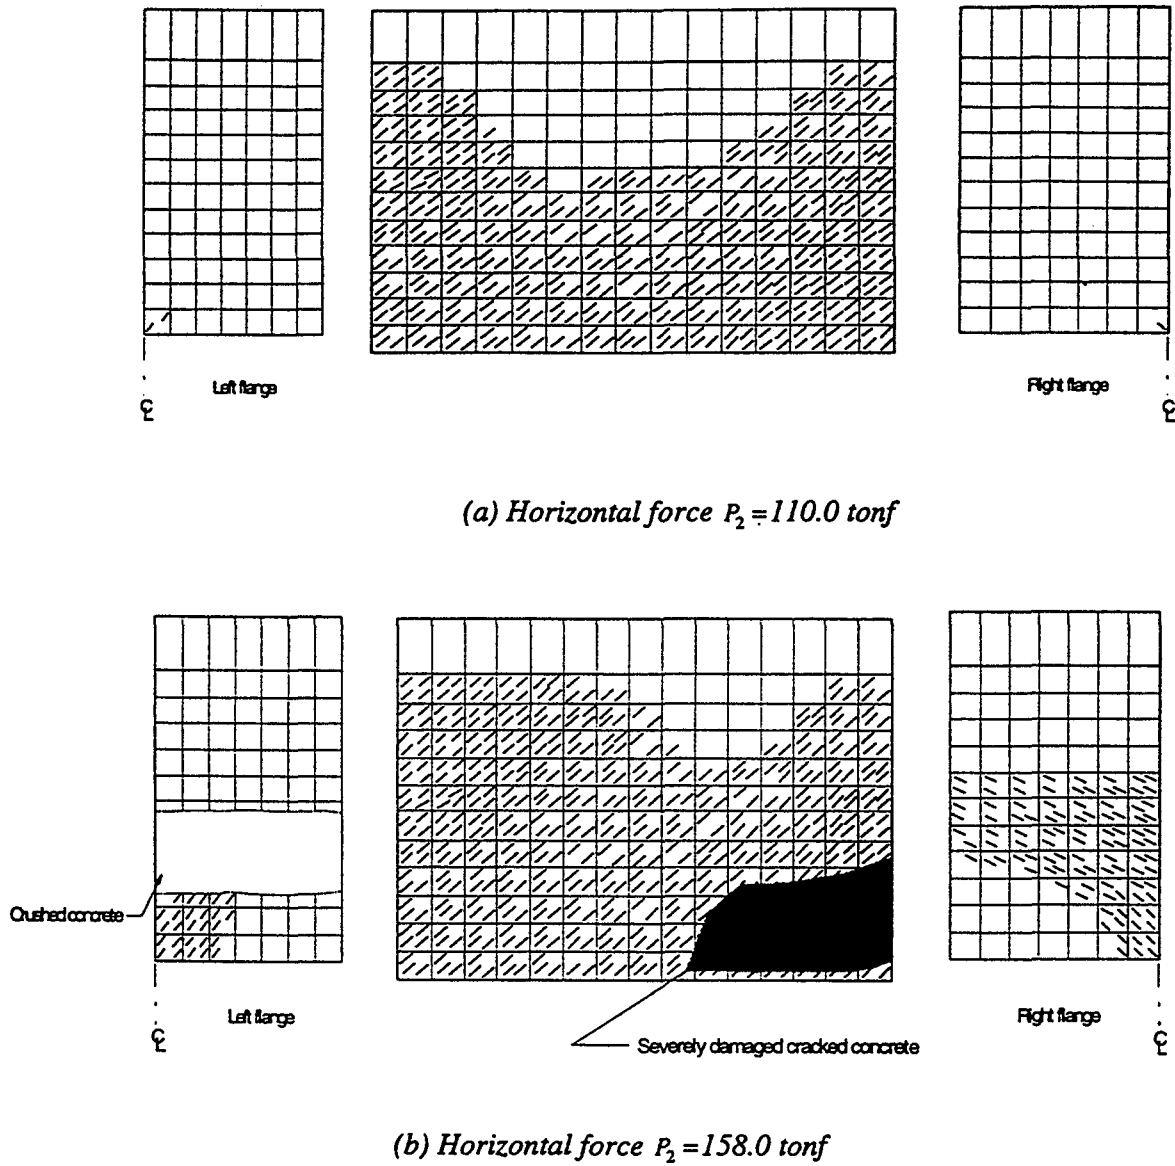 Left flange
Right flange
℄
℄
(a) Horizontal force P₂ = 110.0 tonf
Crushed concrete
Left flange
Right flange
℄
℄
Severely damaged cracked concrete
(b) Horizontal force P₂ = 158.0 tonf